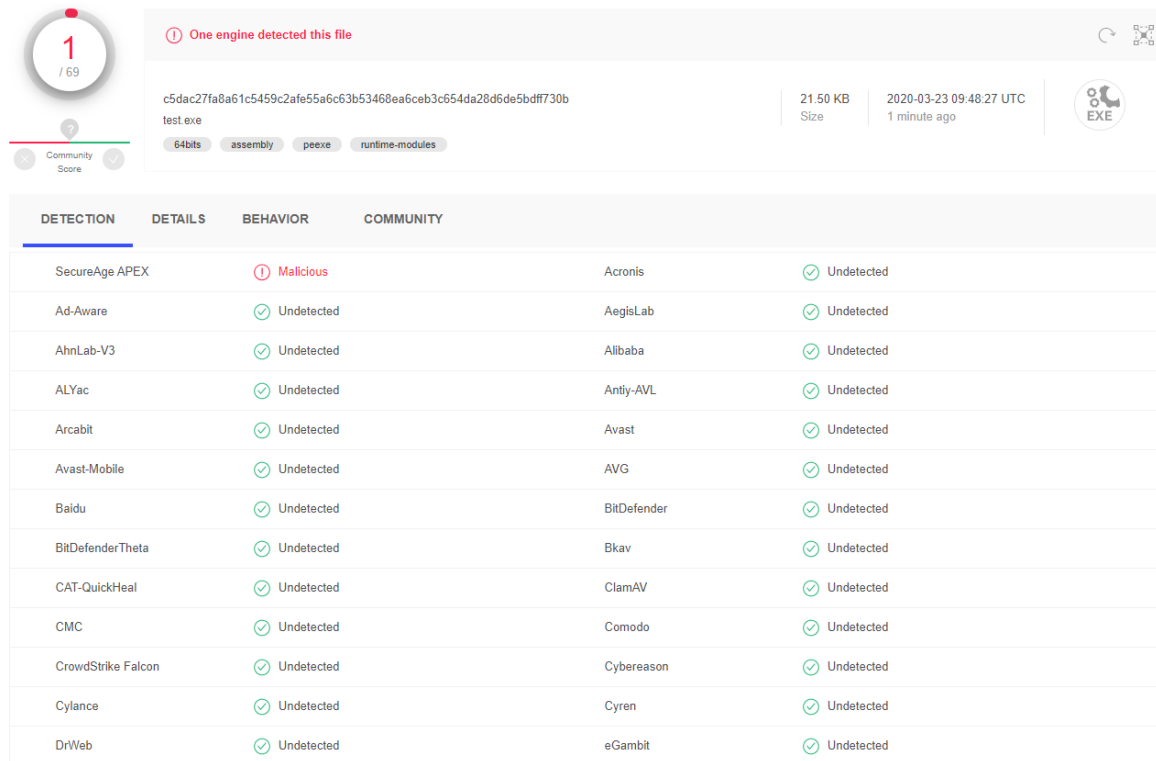 1
/ 69
?
Community
Score
One engine detected this file
c5dac27fa8a61c5459c2afe55a6c63b53468ea6ceb3c654da28d6de5bdff730b
test.exe
64bits assembly peexe runtime-modules
21.50 KB
Size
2020-03-23 09:48:27 UTC
1 minute ago
EXE
DETECTION DETAILS BEHAVIOR COMMUNITY
SecureAge APEX Malicious Acronis Undetected
Ad-Aware Undetected AegisLab Undetected
AhnLab-V3 Undetected Alibaba Undetected
ALYac Undetected Antiy-AVL Undetected
Arcabit Undetected Avast Undetected
Avast-Mobile Undetected AVG Undetected
Baidu Undetected BitDefender Undetected
BitDefenderTheta Undetected Bkav Undetected
CAT-QuickHeal Undetected ClamAV Undetected
CMC Undetected Comodo Undetected
CrowdStrike Falcon Undetected Cybereason Undetected
Cylance Undetected Cyren Undetected
DrWeb Undetected eGambit Undetected